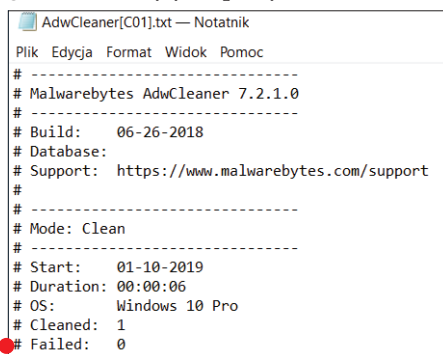 AdwCleaner[C01].txt — Notatnik
Plik Edycja Format Widok Pomoc
# -------------------------------
# Malwarebytes AdwCleaner 7.2.1.0
# -------------------------------
# Build:    06-26-2018
# Database:
# Support:  https://www.malwarebytes.com/support
#
# -------------------------------
# Mode: Clean
# -------------------------------
# Start:    01-10-2019
# Duration: 00:00:06
# OS:       Windows 10 Pro
# Cleaned:  1
# Failed:   0